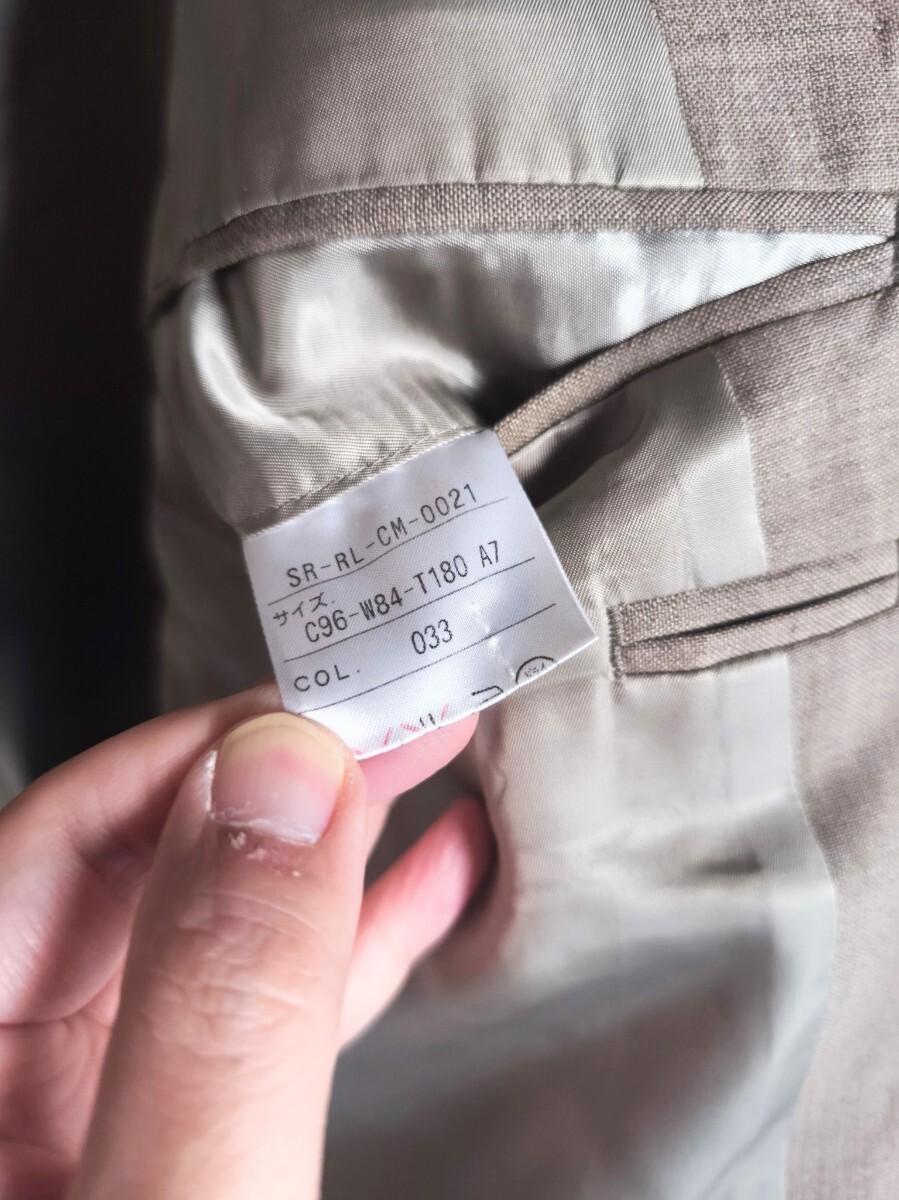 SR-RL-CM-0021
サイズ.
C96-W84-T180 A7
COL. 033